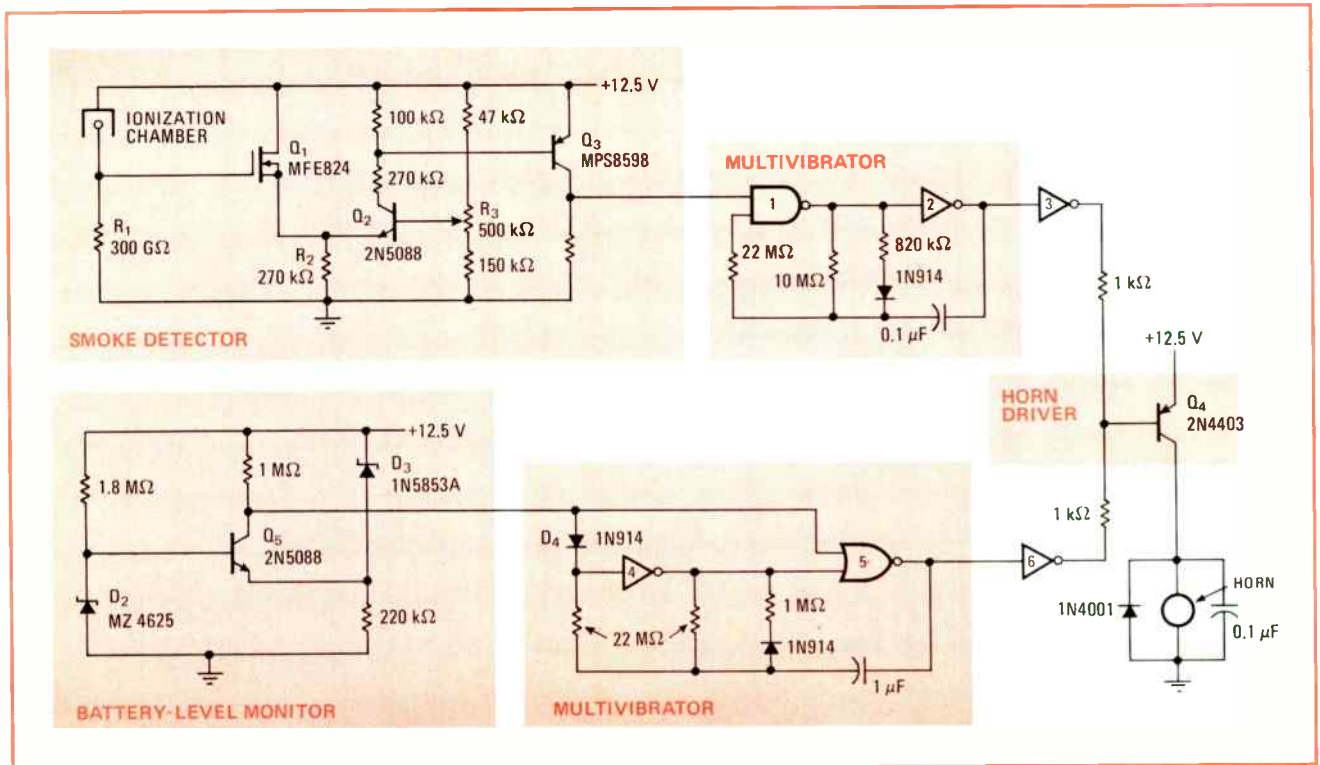 +12.5 V
IONIZATION
CHAMBER
Q1
MFE824
100 kΩ
47 kΩ
Q3
MPS8598
270 kΩ
Q2
2N5088
R3
500 kΩ
R1
300 GΩ
R2
270 kΩ
150 kΩ
SMOKE DETECTOR
MULTIVIBRATOR
1
2
3
22 MΩ
820 kΩ
10 MΩ
1N914
0.1 μF
1 kΩ
+12.5 V
HORN
DRIVER
Q4
2N4403
1 kΩ
HORN
1N4001
0.1 μF
+12.5 V
1.8 MΩ
1 MΩ
D3
1N5853A
Q5
2N5088
D2
MZ 4625
220 kΩ
BATTERY-LEVEL MONITOR
D4
1N914
4
5
6
1 MΩ
22 MΩ
1N914
1 μF
MULTIVIBRATOR